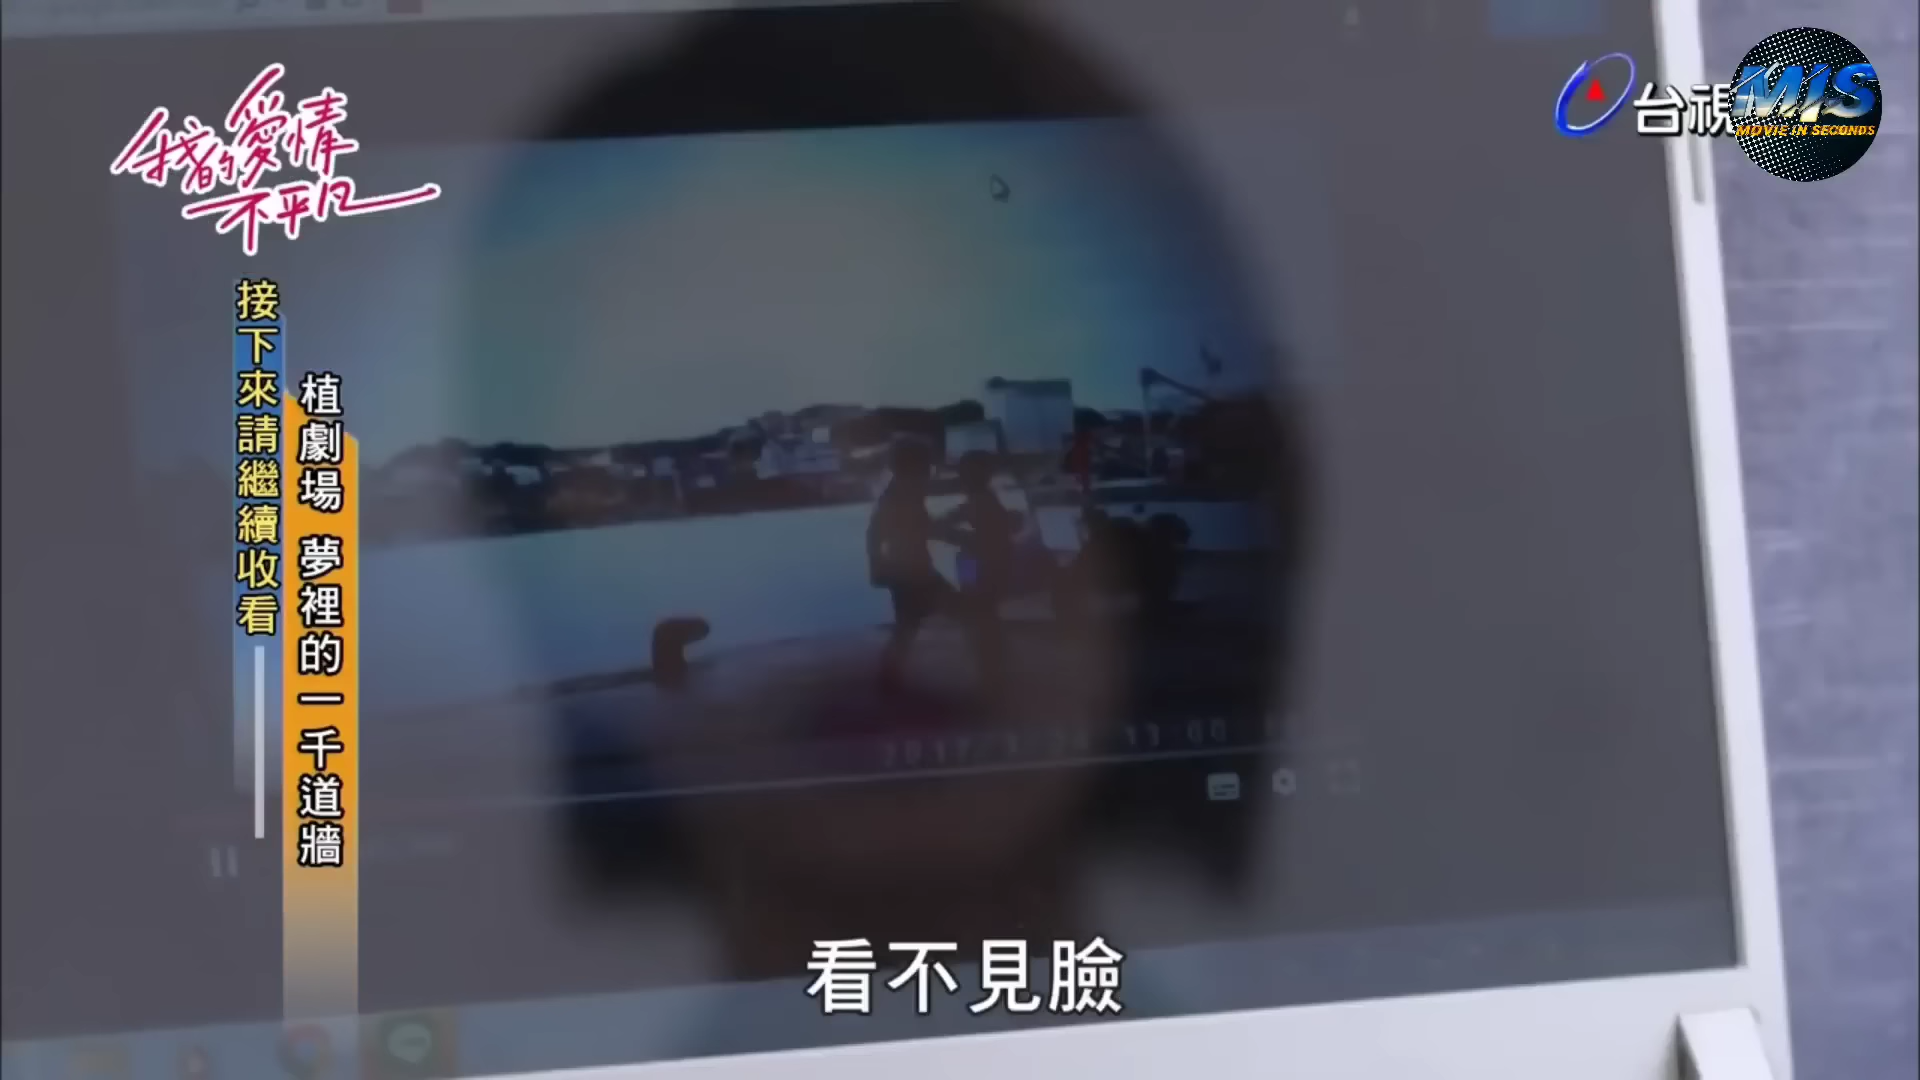 我的愛情
不平凡
接下來請繼續收看
植劇場 夢裡的一千道牆
台視
MIS
MOVIE IN SECONDS
看不見臉